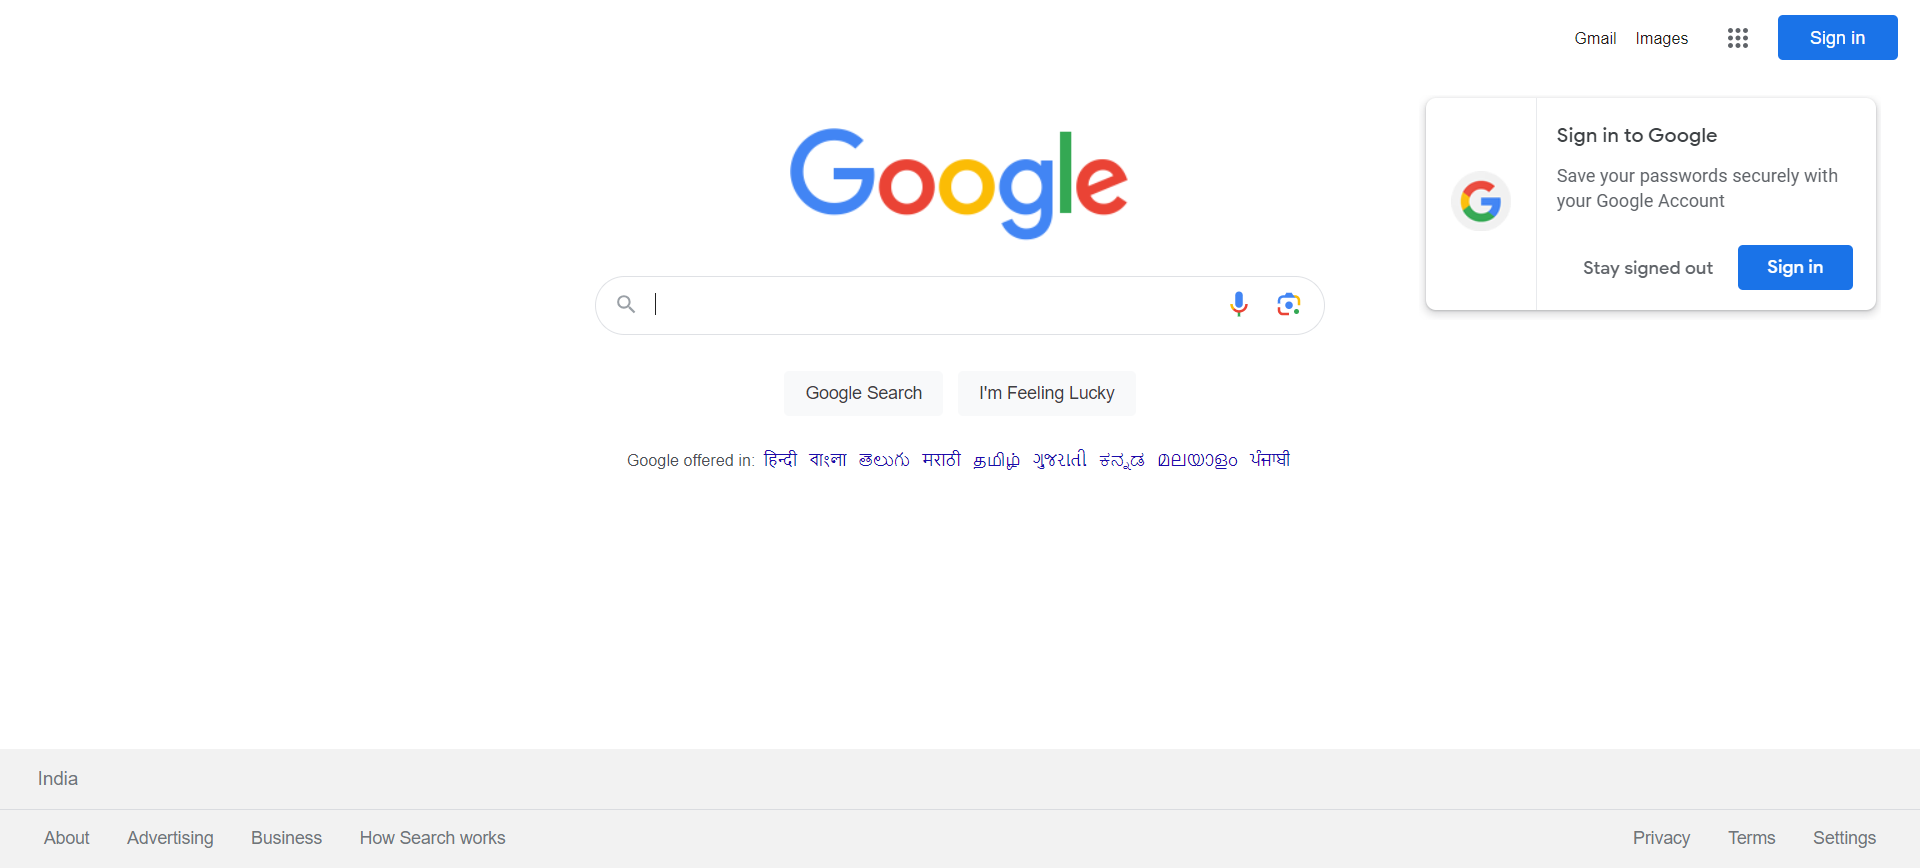 Gmail Images Sign in
Google
Sign in to Google
Save your passwords securely with
your Google Account
Stay signed out Sign in
Google Search I'm Feeling Lucky
Google offered in: हिन्दी বাংলা తెలుగు मराठी தமிழ் ગુજરાતી ಕನ್ನಡ മലയാളം ਪੰਜਾਬੀ
India
About Advertising Business How Search works Privacy Terms Settings